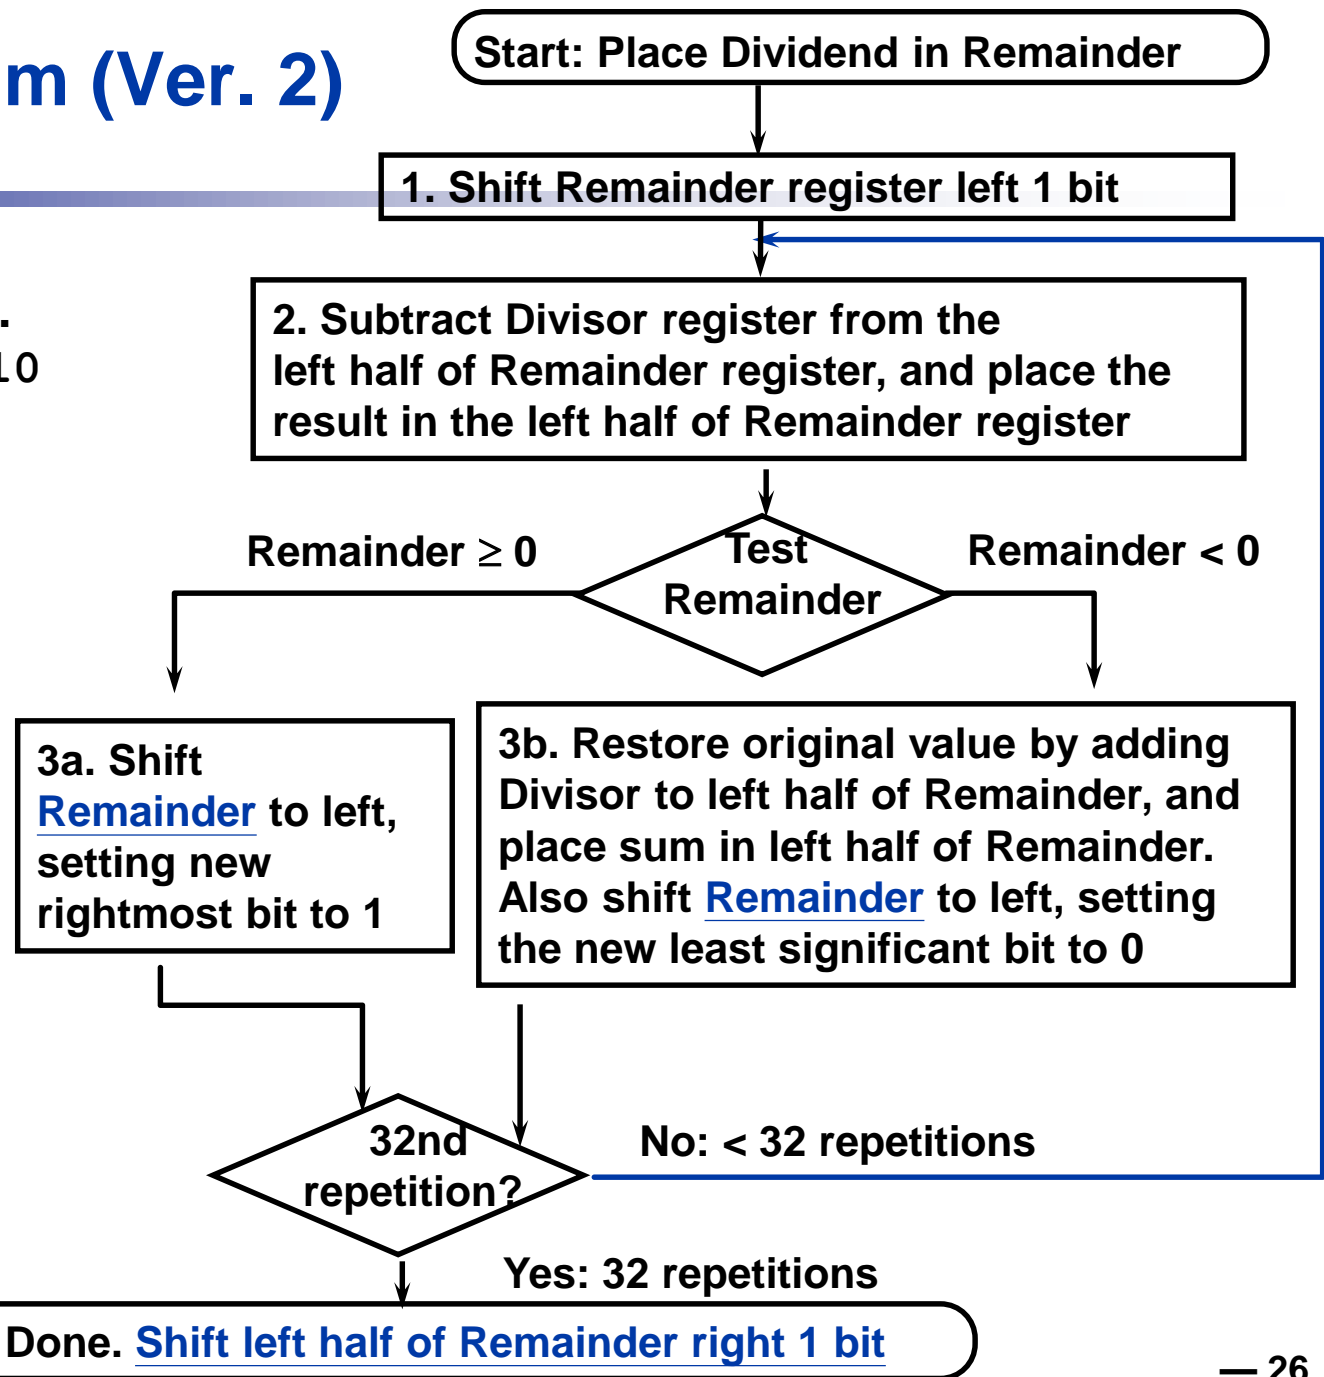 m (Ver. 2)
Start: Place Dividend in Remainder
1. Shift Remainder register left 1 bit
.
10
2. Subtract Divisor register from the
left half of Remainder register, and place the
result in the left half of Remainder register
Remainder ≥ 0
Test
Remainder
Remainder < 0
3a. Shift
Remainder to left,
setting new
rightmost bit to 1
3b. Restore original value by adding
Divisor to left half of Remainder, and
place sum in left half of Remainder.
Also shift Remainder to left, setting
the new least significant bit to 0
32nd
repetition?
No: < 32 repetitions
Yes: 32 repetitions
Done. Shift left half of Remainder right 1 bit
— 26